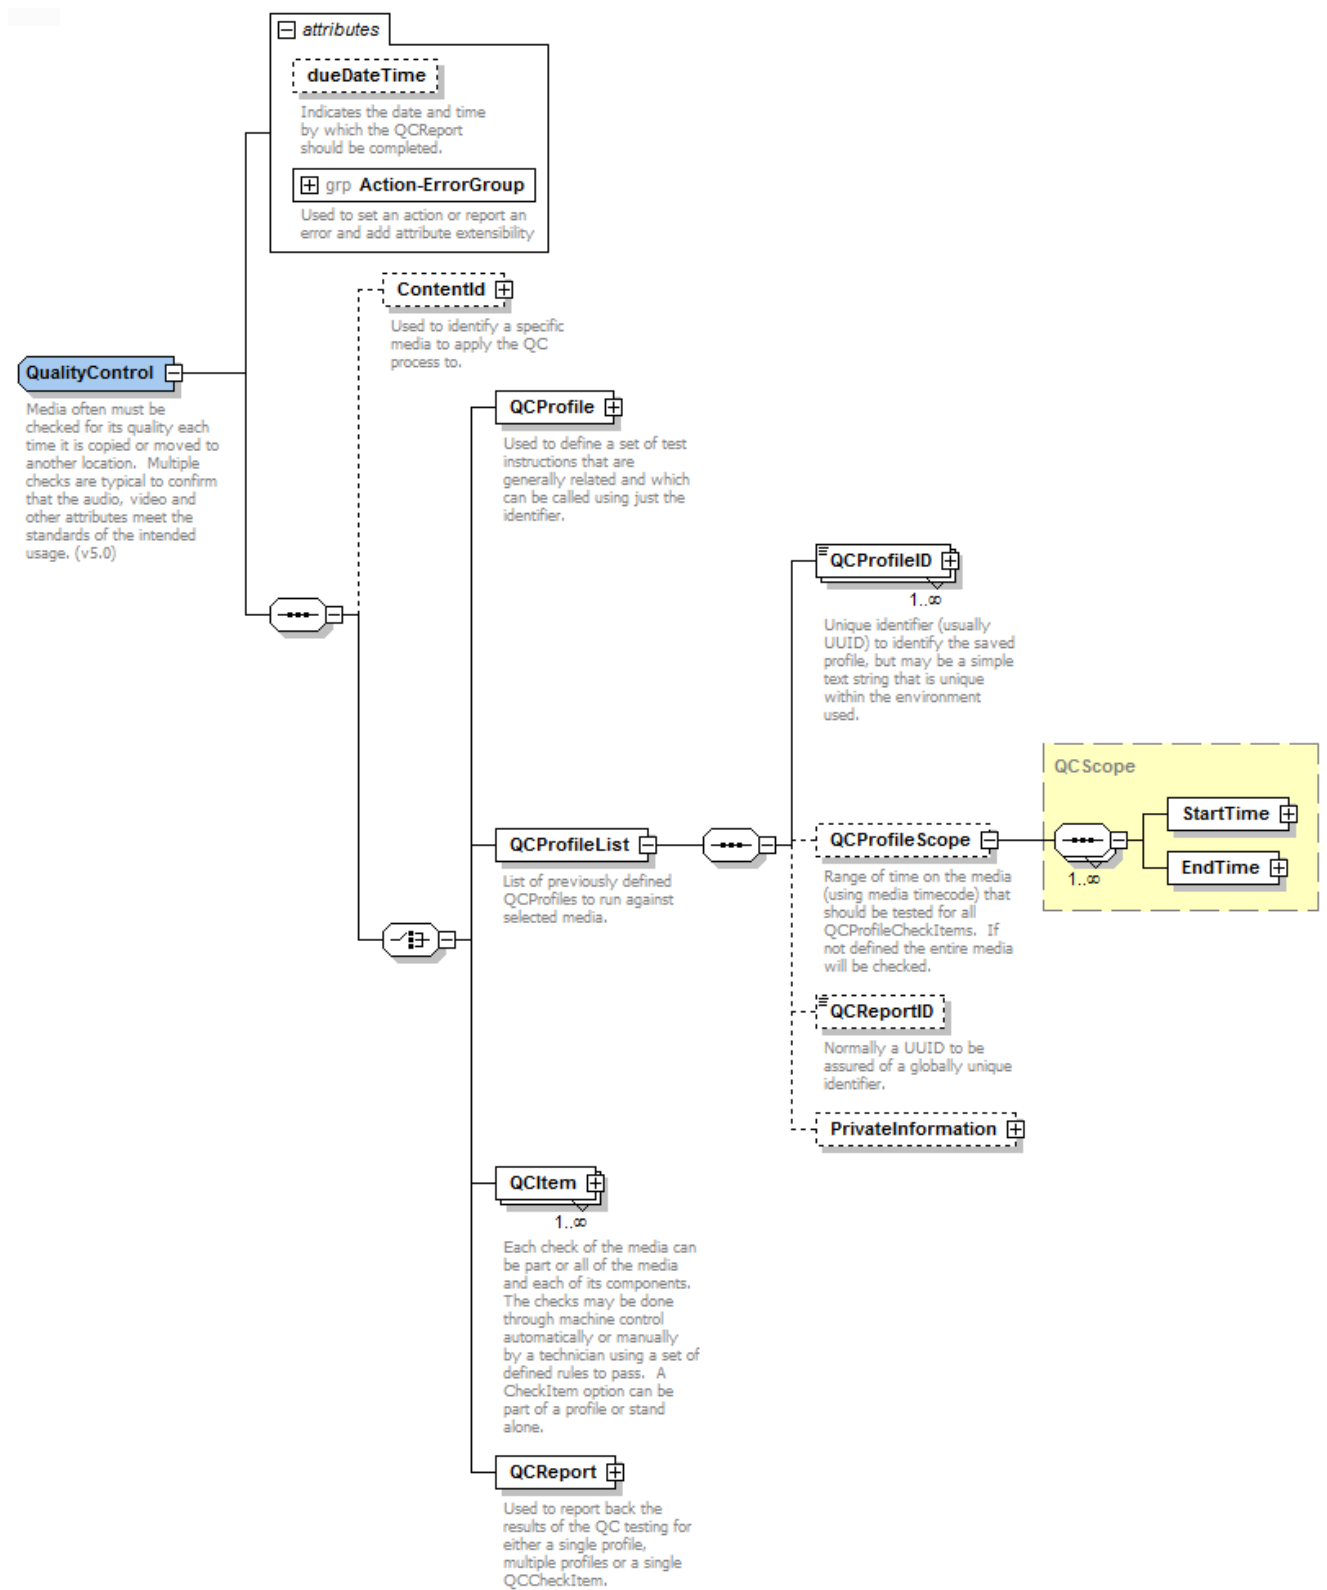 attributes
dueDateTime
Indicates the date and time
by which the QCReport
should be completed.
grp Action-ErrorGroup
Used to set an action or report an
error and add attribute extensibility
ContentId
Used to identify a specific
media to apply the QC
process to.
QualityControl
Media often must be
checked for its quality each
time it is copied or moved to
another location.  Multiple
checks are typical to confirm
that the audio, video and
other attributes meet the
standards of the intended
usage. (v5.0)
QCProfile
Used to define a set of test
instructions that are
generally related and which
can be called using just the
identifier.
QCProfileID
1..∞
Unique identifier (usually
UUID) to identify the saved
profile, but may be a simple
text string that is unique
within the environment
used.
QCProfileList
List of previously defined
QCProfiles to run against
selected media.
QCProfileScope
Range of time on the media
(using media timecode) that
should be tested for all
QCProfileCheckItems.  If
not defined the entire media
will be checked.
QCScope
StartTime
EndTime
1..∞
QCReportID
Normally a UUID to be
assured of a globally unique
identifier.
PrivateInformation
QCItem
1..∞
Each check of the media can
be part or all of the media
and each of its components.
The checks may be done
through machine control
automatically or manually
by a technician using a set of
defined rules to pass.  A
CheckItem option can be
part of a profile or stand
alone.
QCReport
Used to report back the
results of the QC testing for
either a single profile,
multiple profiles or a single
QCCheckItem.